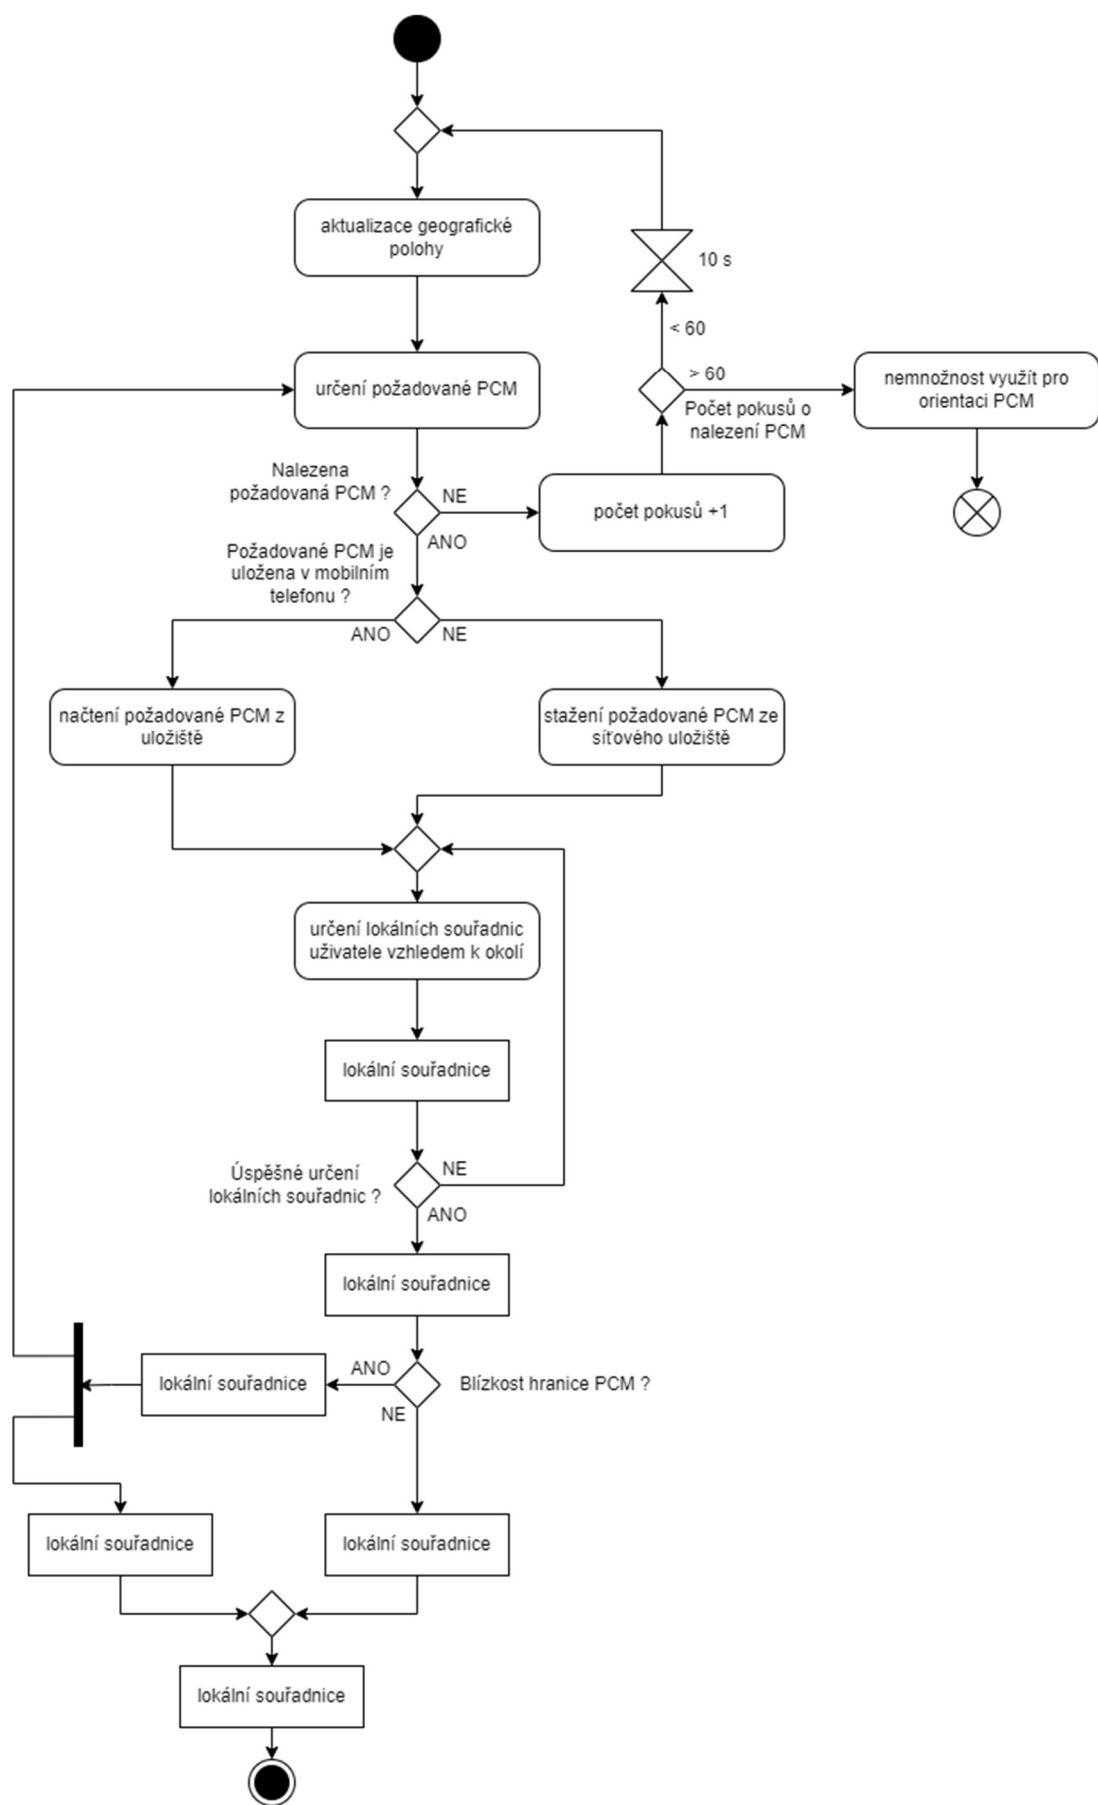 aktualizace geografické
polohy
10 s
< 60
> 60
určení požadované PCM
Počet pokusů o
nalezení PCM
nemnožnost využít pro
orientaci PCM
Nalezena
požadovaná PCM ?
NE
ANO
počet pokusů +1
Požadované PCM je
uložena v mobilním
telefonu ?
ANO
NE
načtení požadované PCM z
uložiště
stažení požadované PCM ze
síťového uložiště
určení lokálních souřadnic
uživatele vzhledem k okolí
lokální souřadnice
Úspěšné určení
lokálních souřadnic ?
NE
ANO
lokální souřadnice
lokální souřadnice
ANO
NE
Blízkost hranice PCM ?
lokální souřadnice
lokální souřadnice
lokální souřadnice